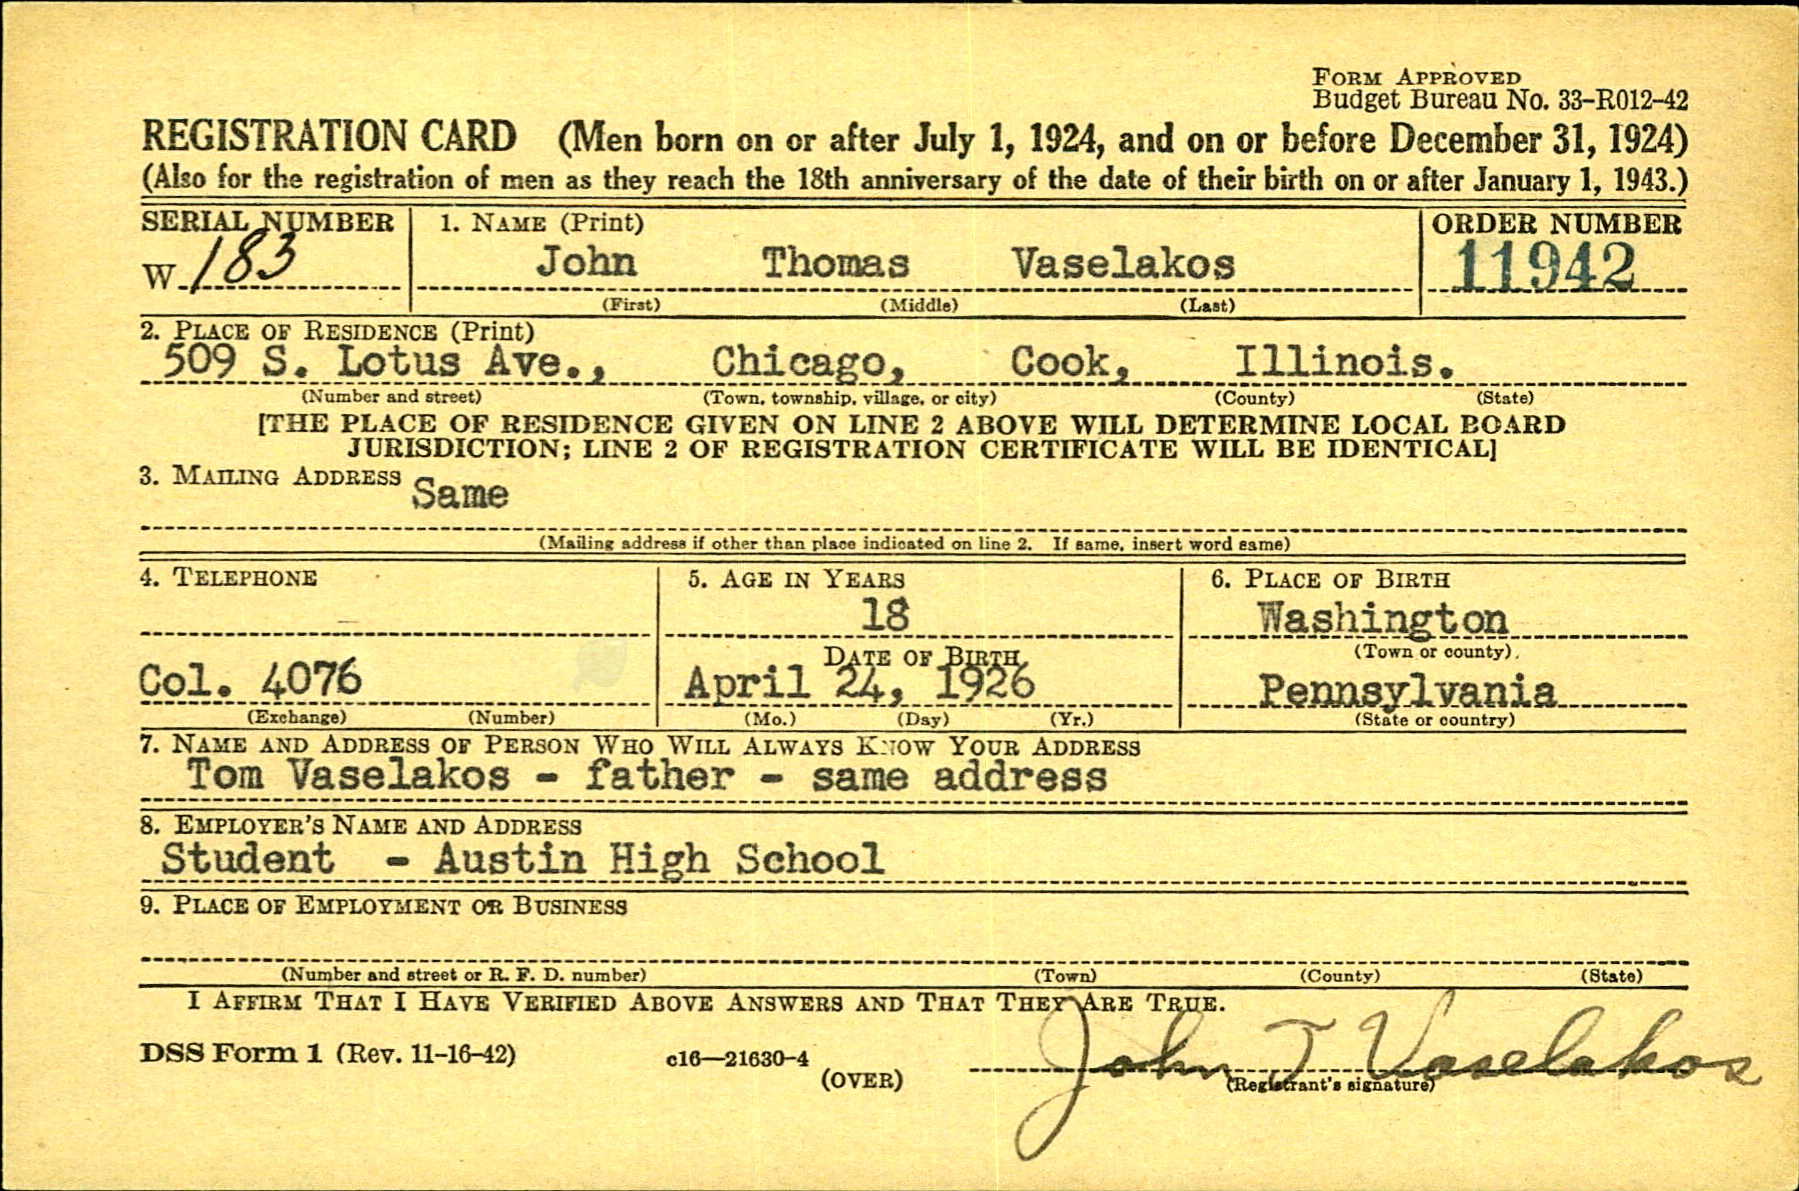 FORM APPROVED
Budget Bureau No. 33-R012-42
REGISTRATION CARD (Men born on or after July 1, 1924, and on or before December 31, 1924)
(Also for the registration of men as they reach the 18th anniversary of the date of their birth on or after January 1, 1943.)
SERIAL NUMBER 1. NAME (Print) ORDER NUMBER
W 183 John Thomas Vaselakos 11942
(First) (Middle) (Last)
2. PLACE OF RESIDENCE (Print)
509 S. Lotus Ave., Chicago, Cook, Illinois.
(Number and street) (Town, township, village, or city) (County) (State)
[THE PLACE OF RESIDENCE GIVEN ON LINE 2 ABOVE WILL DETERMINE LOCAL BOARD
JURISDICTION; LINE 2 OF REGISTRATION CERTIFICATE WILL BE IDENTICAL]
3. MAILING ADDRESS Same
(Mailing address if other than place indicated on line 2. If same, insert word same)
4. TELEPHONE 5. AGE IN YEARS 6. PLACE OF BIRTH
18 Washington
DATE OF BIRTH (Town or county)
Col. 4076 April 24, 1926 Pennsylvania
(Exchange) (Number) (Mo.) (Day) (Yr.) (State or country)
7. NAME AND ADDRESS OF PERSON WHO WILL ALWAYS KNOW YOUR ADDRESS
Tom Vaselakos - father - same address
8. EMPLOYER'S NAME AND ADDRESS
Student - Austin High School
9. PLACE OF EMPLOYMENT OR BUSINESS
(Number and street or R. F. D. number) (Town) (County) (State)
I AFFIRM THAT I HAVE VERIFIED ABOVE ANSWERS AND THAT THEY ARE TRUE.
DSS Form 1 (Rev. 11-16-42) c16—21630-4 John T Vaselakos
(OVER) (Registrant's signature)